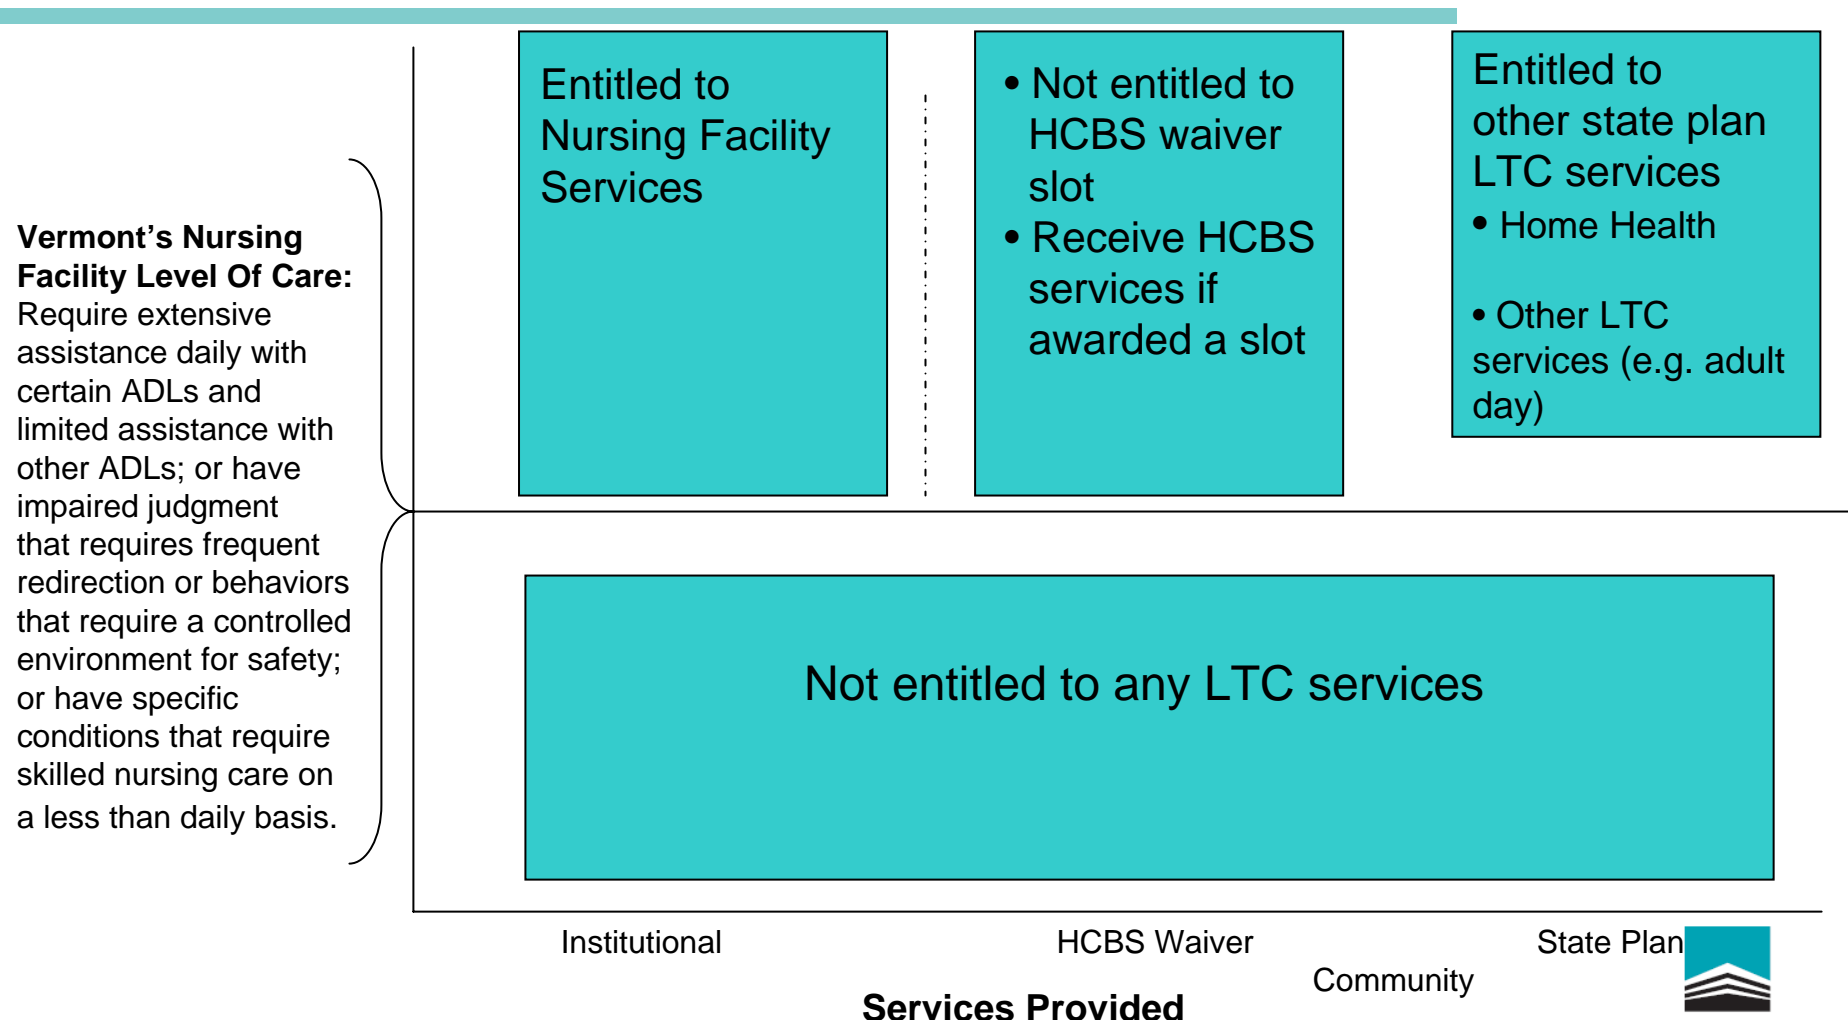 Vermont’s Nursing
Facility Level Of Care:
Require extensive
assistance daily with
certain ADLs and
limited assistance with
other ADLs; or have
impaired judgment
that requires frequent
redirection or behaviors
that require a controlled
environment for safety;
or have specific
conditions that require
skilled nursing care on
a less than daily basis.
Entitled to
Nursing Facility
Services
• Not entitled to
HCBS waiver
slot
• Receive HCBS
services if
awarded a slot
Entitled to
other state plan
LTC services
• Home Health
• Other LTC
services (e.g. adult
day)
Not entitled to any LTC services
Institutional
HCBS Waiver
State Plan
Community
Services Provided